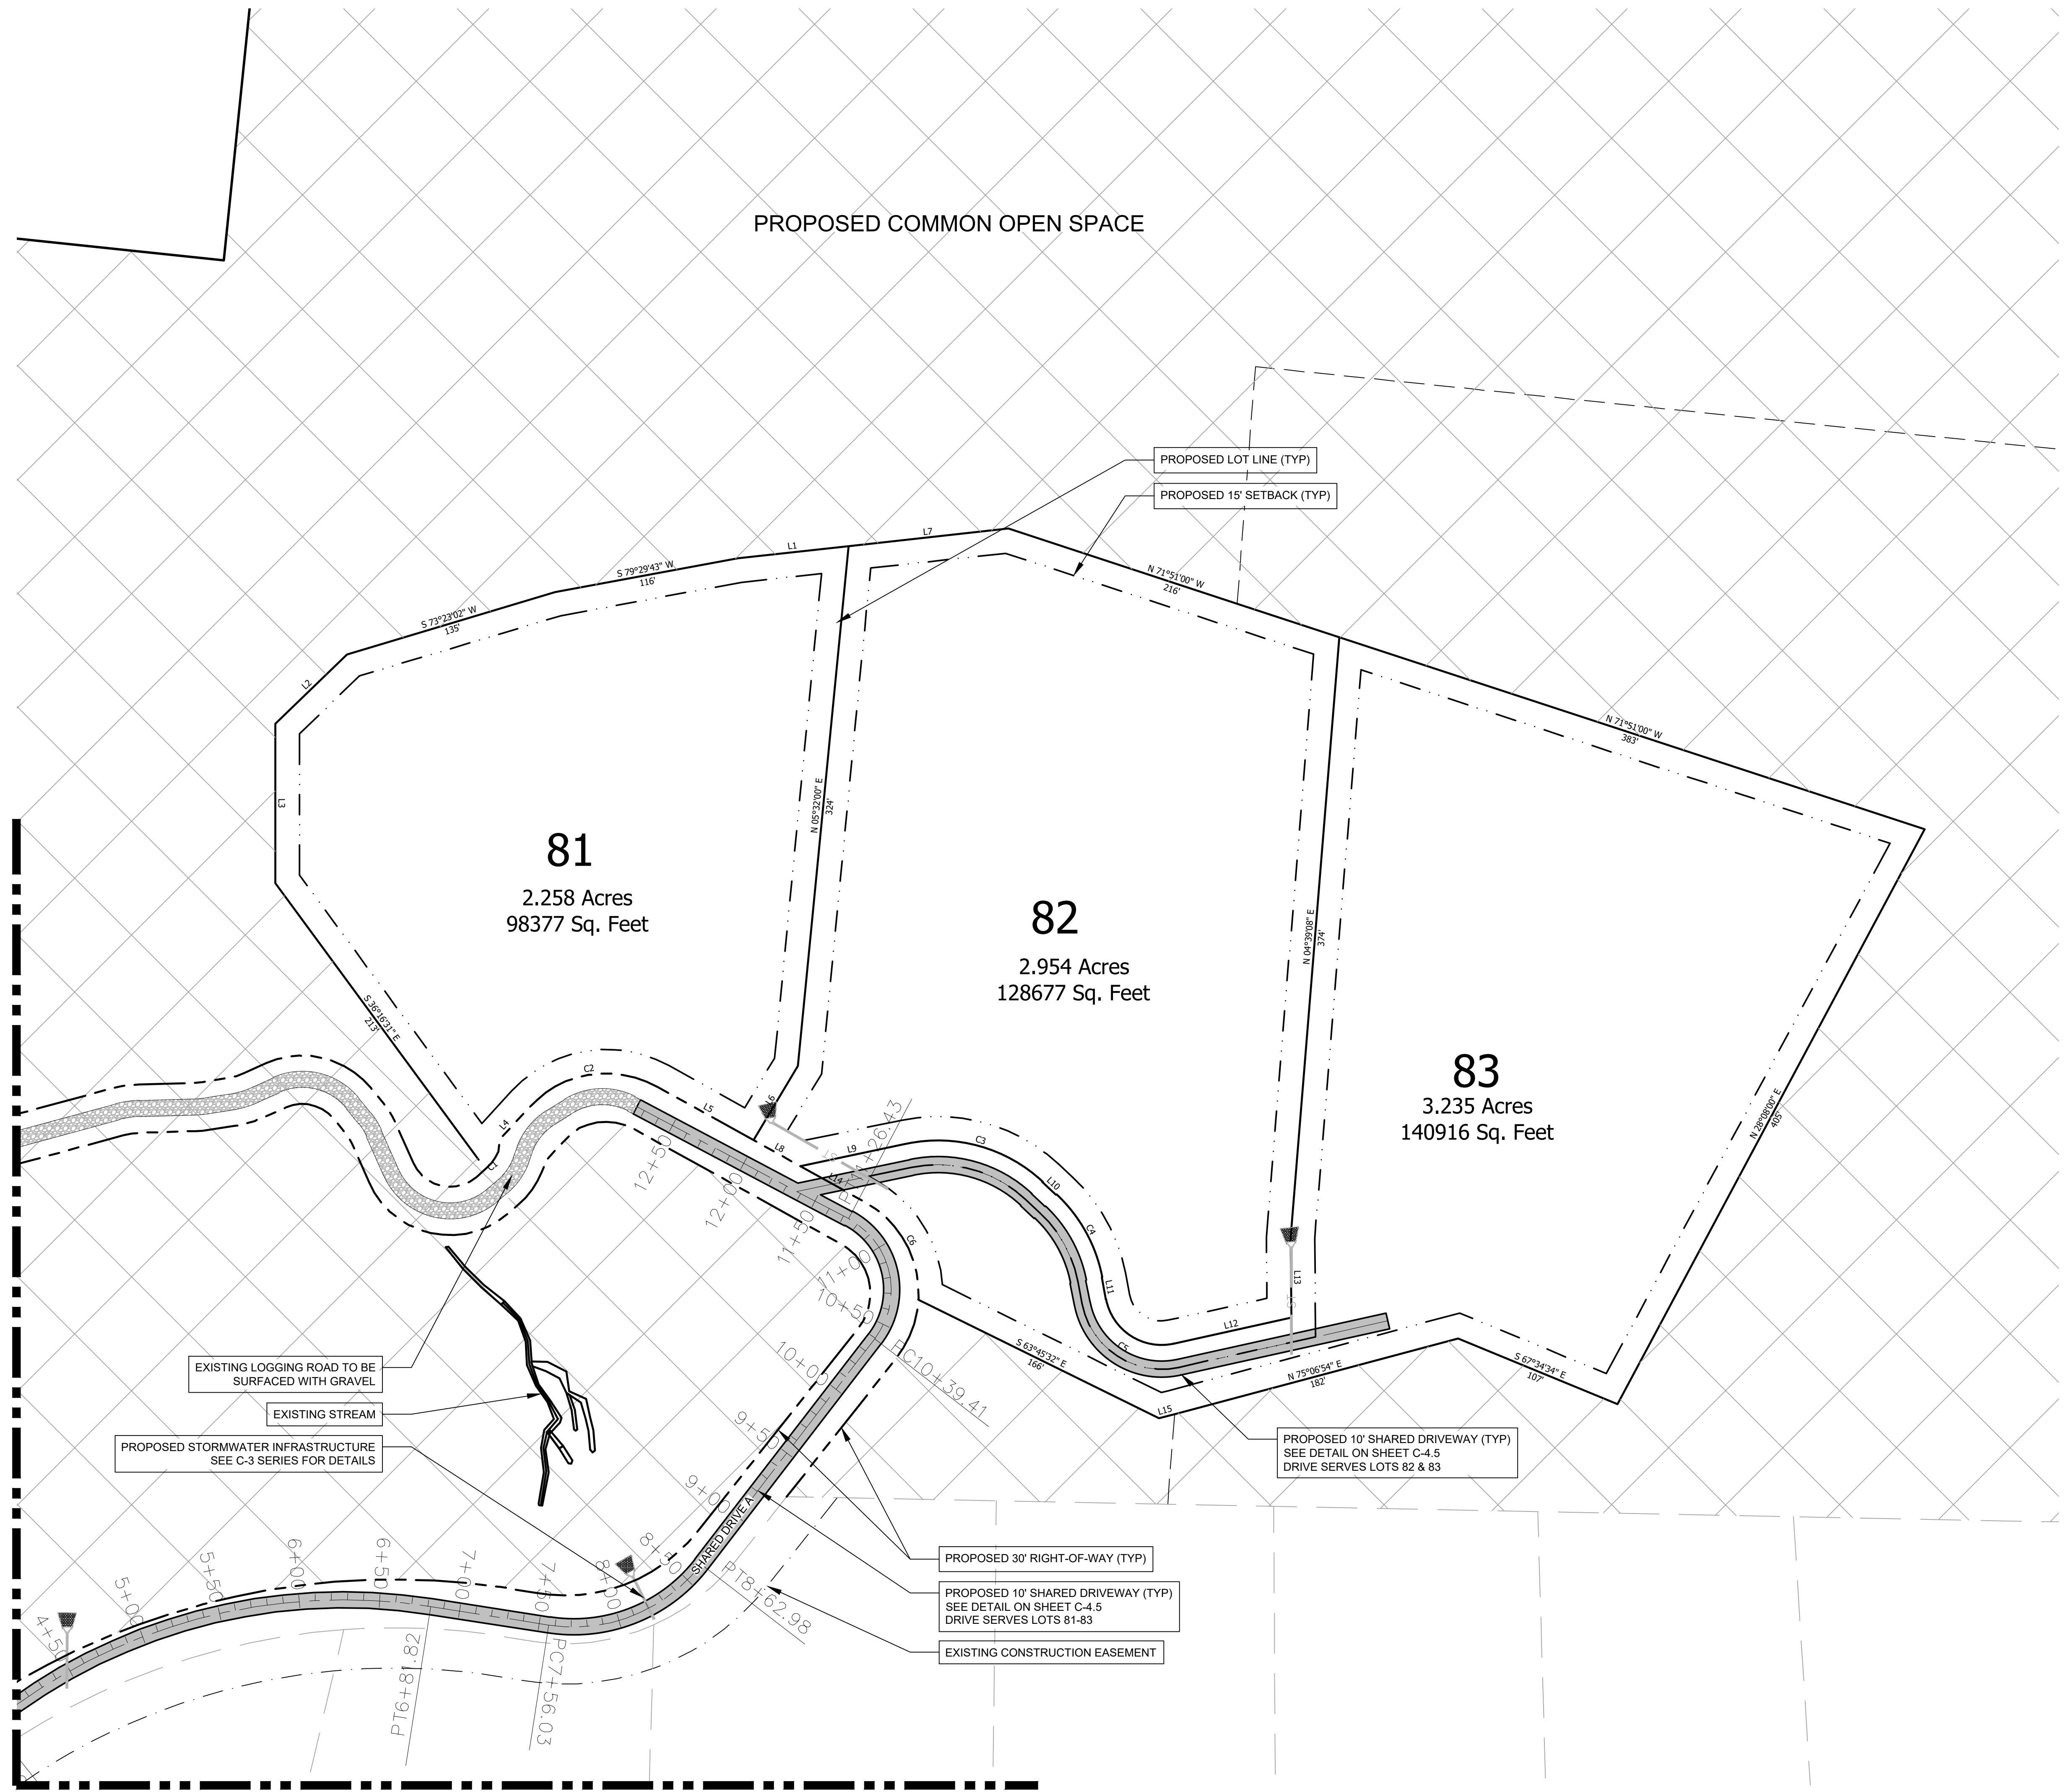 PROPOSED COMMON OPEN SPACE
PROPOSED LOT LINE (TYP)
PROPOSED 15' SETBACK (TYP)
L7
L1
S 79°29'43" W
116'
N 71°51'00" W
216'
S 73°23'02" W
135'
L2
N 71°51'00" W
383'
L3
N 05°32'00" E
324'
81
2.258 Acres
98377 Sq. Feet
82
2.954 Acres
128677 Sq. Feet
N 04°39'08" E
374'
83
3.235 Acres
140916 Sq. Feet
S 36°16'31" E
213'
N 28°08'00" E
405'
C2
L6
L5
L4
C1
L8
L9
C3
L14
L10
C4
C6
L11
L13
L12
C5
12+50
12+00
11+50
11+00
10+50
PC10+39.41
10+00
9+50
9+00
8+50
PT8+62.98
8+00
7+50
PC7+56.03
7+00
PT6+81.82
6+50
6+00
5+50
5+00
4+50
S 63°45'32" E
166'
L15
N 75°06'54" E
182'
S 67°34'34" E
107'
EXISTING LOGGING ROAD TO BE
SURFACED WITH GRAVEL
EXISTING STREAM
PROPOSED STORMWATER INFRASTRUCTURE
SEE C-3 SERIES FOR DETAILS
SHARED DRIVE A
PROPOSED 10' SHARED DRIVEWAY (TYP)
SEE DETAIL ON SHEET C-4.5
DRIVE SERVES LOTS 82 & 83
PROPOSED 30' RIGHT-OF-WAY (TYP)
PROPOSED 10' SHARED DRIVEWAY (TYP)
SEE DETAIL ON SHEET C-4.5
DRIVE SERVES LOTS 81-83
EXISTING CONSTRUCTION EASEMENT